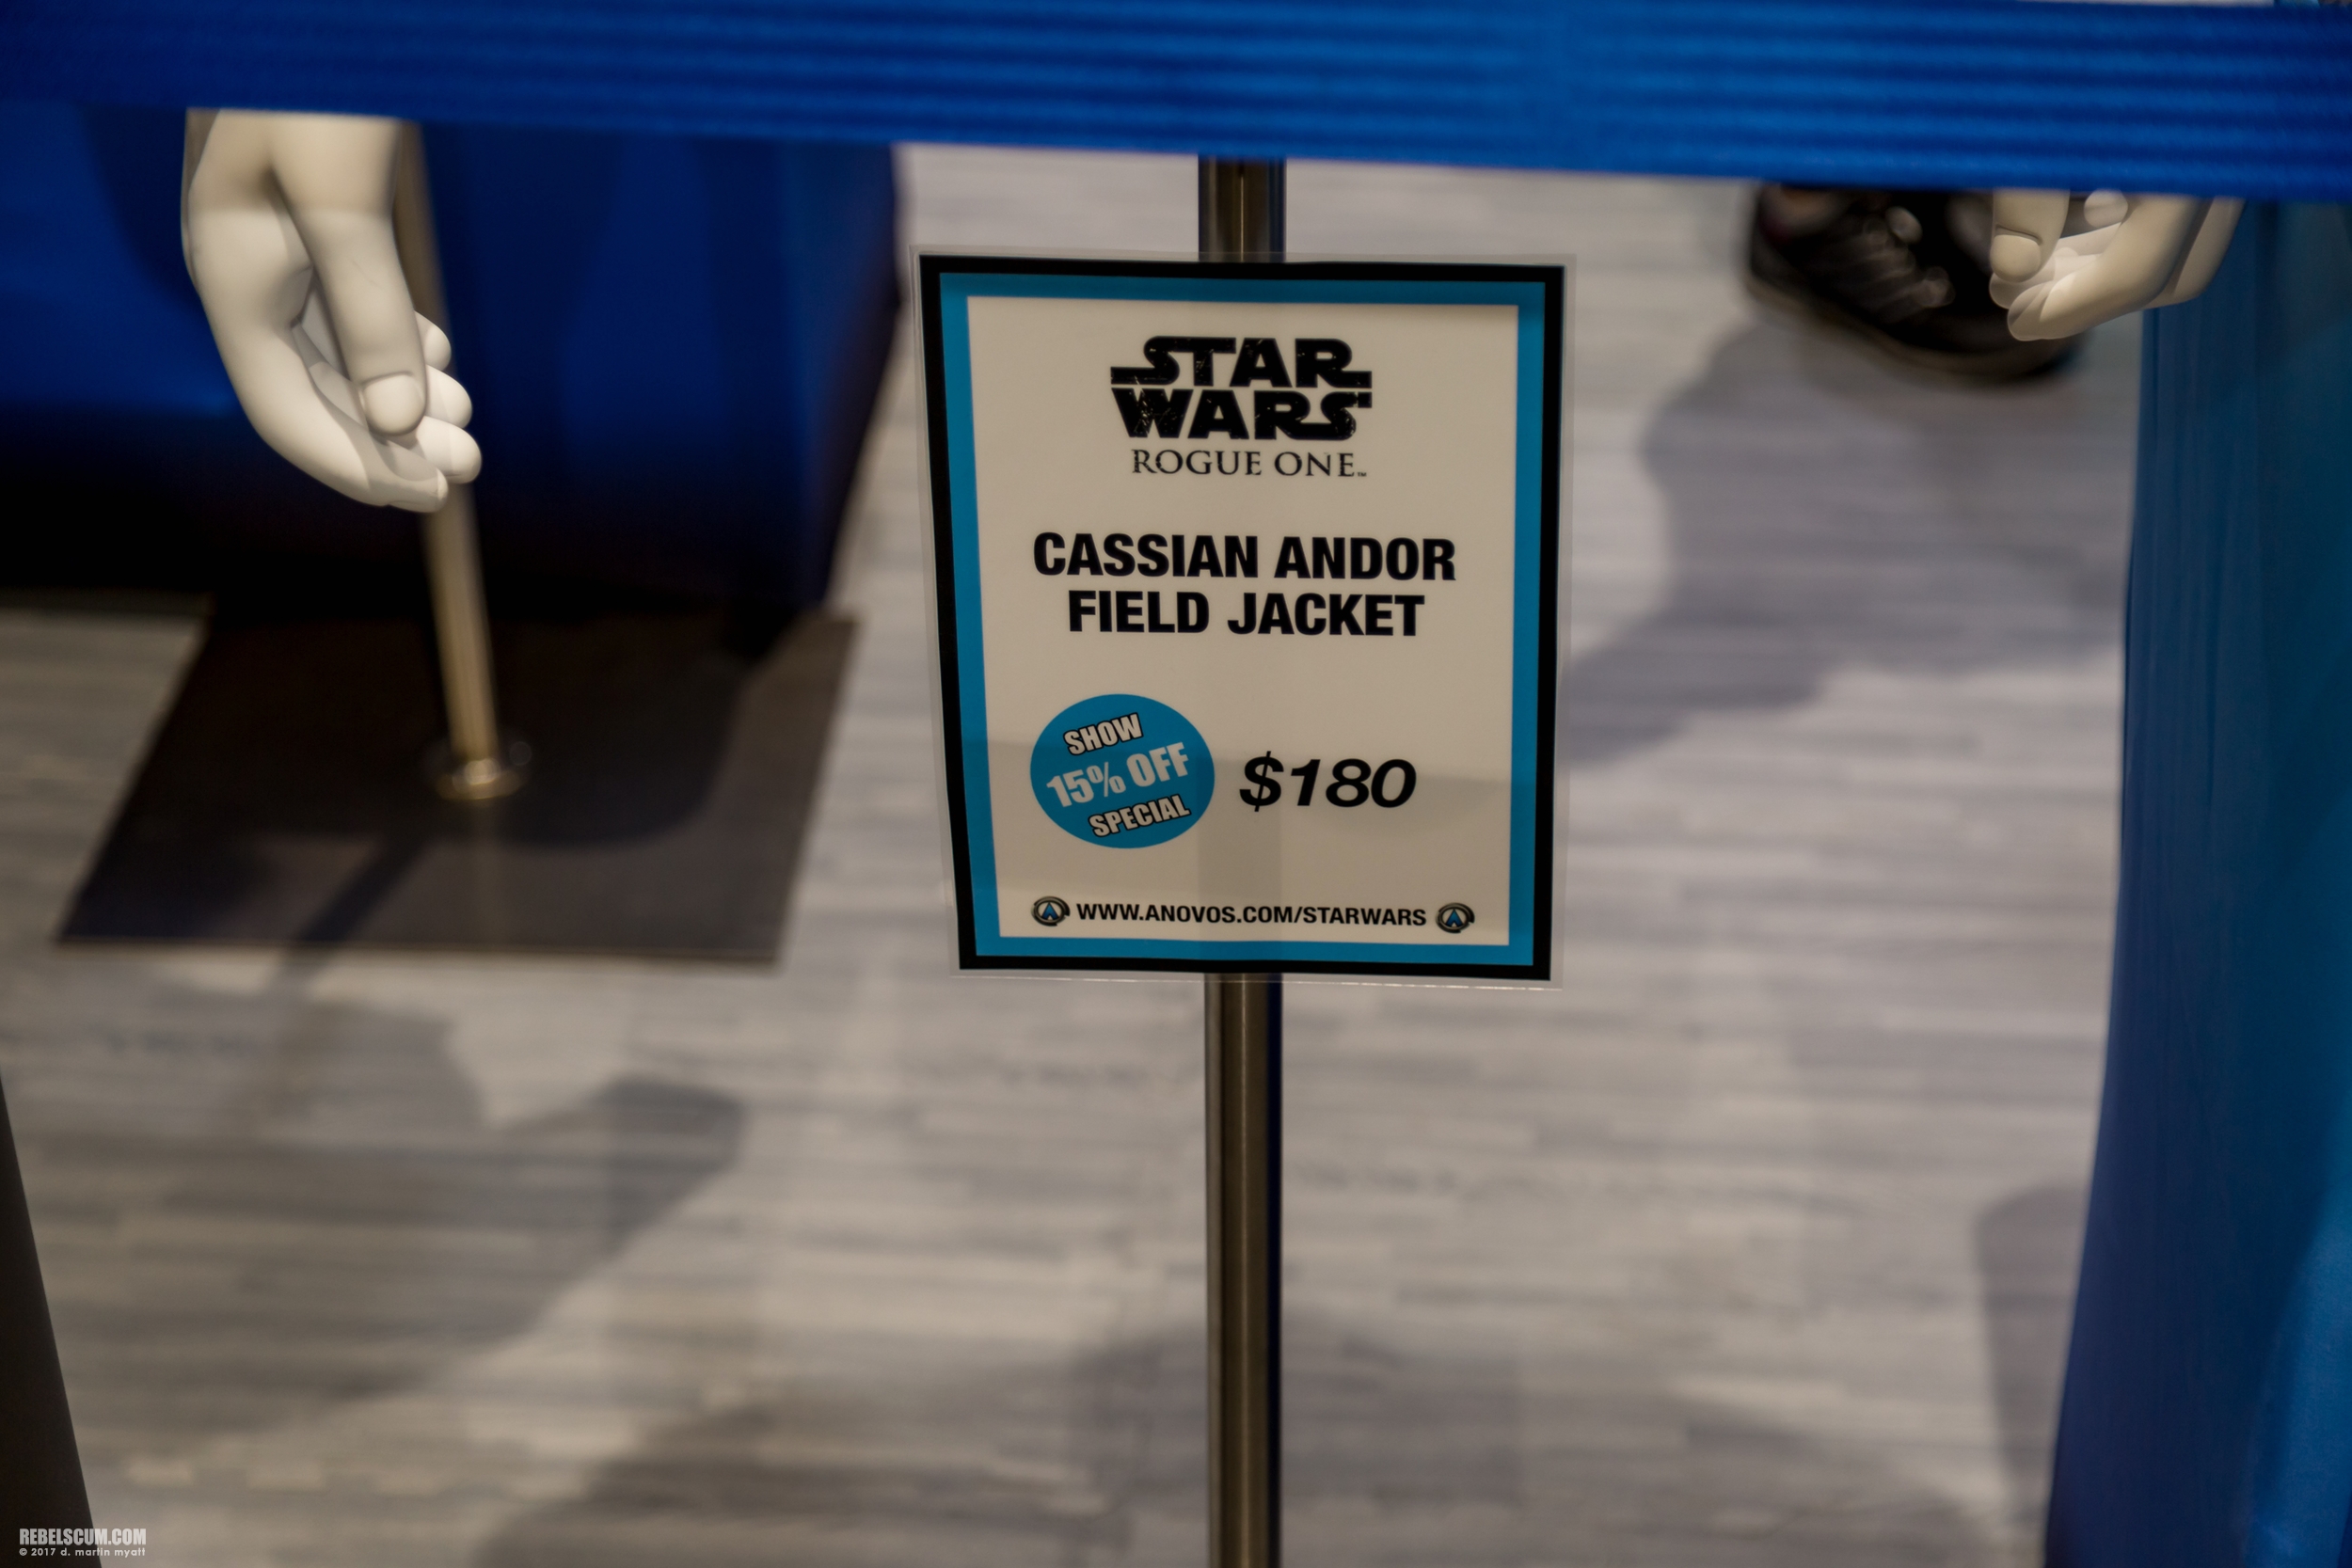 STAR
WARS
ROGUE ONE™
CASSIAN ANDOR
FIELD JACKET
SHOW
15% OFF
SPECIAL
$180
WWW.ANOVOS.COM/STARWARS
REBELSCUM.COM
© 2017 d. martin myatt